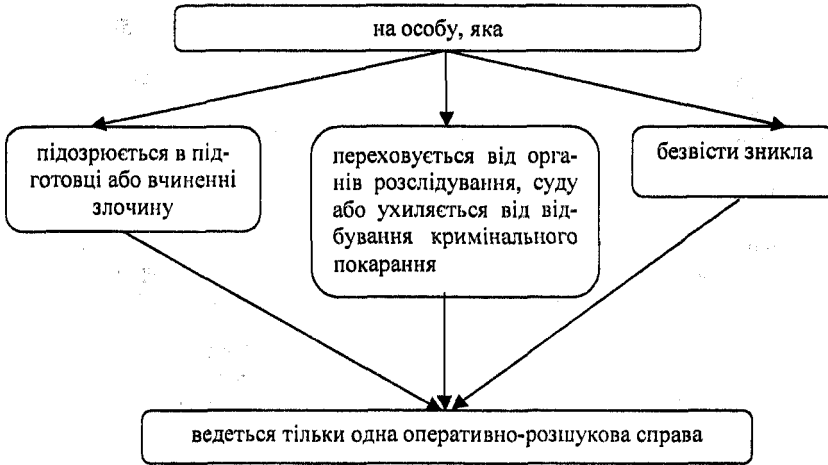 на особу, яка
підозрюється в під-
готовці або вчиненні
злочину
переховується від орга-
нів розслідування, суду
або ухиляється від від-
бування кримінального
покарання
безвісти зникла
ведеться тільки одна оперативно-розшукова справа